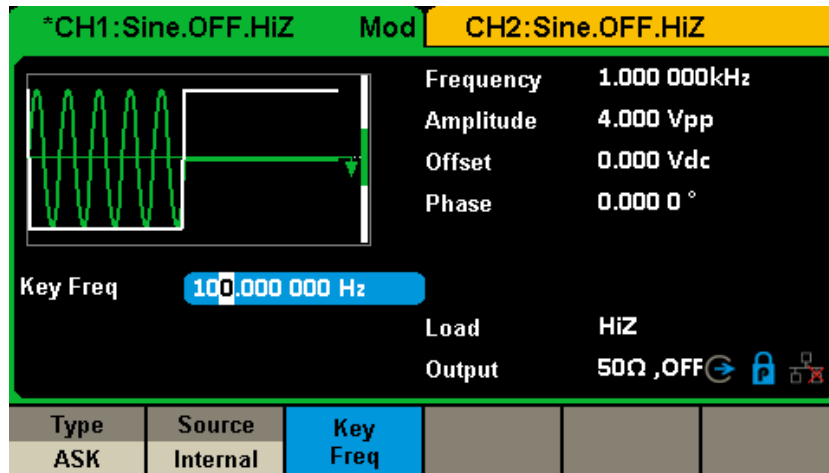 *CH1:Sine.OFF.HiZ Mod CH2:Sine.OFF.HiZ
Frequency 1.000 000kHz
Amplitude 4.000 Vpp
Offset 0.000 Vdc
Phase 0.000 0 °
Key Freq 100.000 000 Hz
Load HiZ
Output 50Ω ,OFF P
Type Source Key
ASK Internal Freq